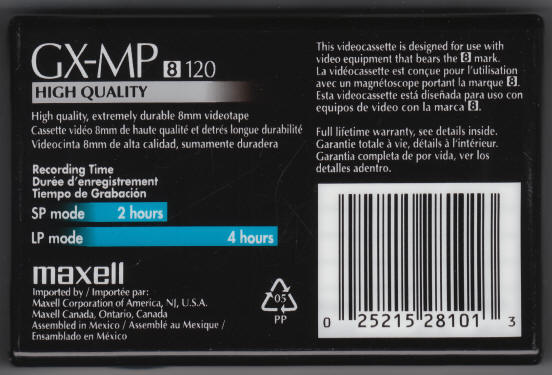 GX-MP 8 120
HIGH QUALITY
High quality, extremely durable 8mm videotape
Cassette vidéo 8mm de haute qualité et detrés longue durabilité
Videocinta 8mm de alta calidad, sumamente duradera
Recording Time
Durée d'enregistrement
Tiempo de Grabación
SP mode 2 hours
LP mode 4 hours
maxell
Imported by / Importée par:
Maxell Corporation of America, NJ, U.S.A.
Maxell Canada, Ontario, Canada
Assembled in Mexico / Assemblé au Mexique /
Ensamblado en México
05
PP
This videocassette is designed for use with
video equipment that bears the 8 mark.
La vidéocassette est conçue pour l'utilisation
avec un magnétoscope portant la marque 8.
Esta videocassette está diseñada para uso con
equipos de video con la marca 8.
Full lifetime warranty, see details inside.
Garantie totale à vie, détails à l'intérieur.
Garantia completa de por vida, ver los
detalles adentro.
0 25215 28101 3